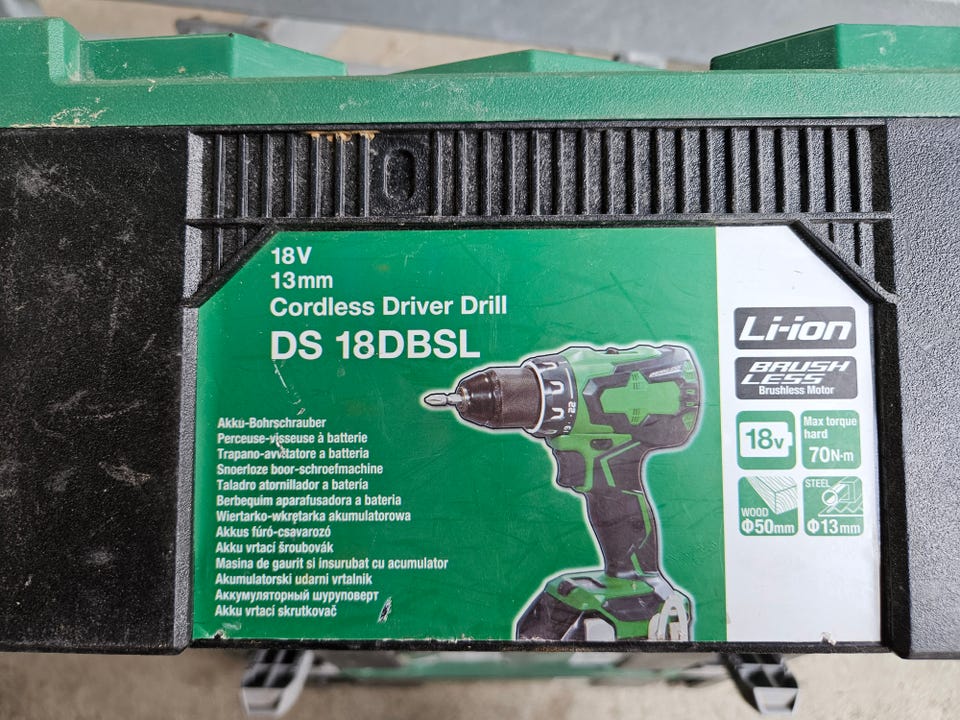 18V
13mm
Cordless Driver Drill
DS 18DBSL
Akku-Bohrschrauber
Perceuse-visseuse à batterie
Trapano-avvitatore a batteria
Snoerloze boor-schroefmachine
Taladro atornillador a batería
Berbequim aparafusadora a bateria
Wiertarko-wkrętarka akumulatorowa
Akkus fúró-csavarozó
Akku vrtací šroubovák
Masina de gaurit si insurubat cu acumulator
Akumulatorski udarni vrtalnik
Аккумуляторный шуруповерт
Akku vrtací skrutkovač
Li-ion
BRUSH
LESS
Brushless Motor
18v
Max torque
hard
70N·m
WOOD
Φ50mm
STEEL
Φ13mm
22